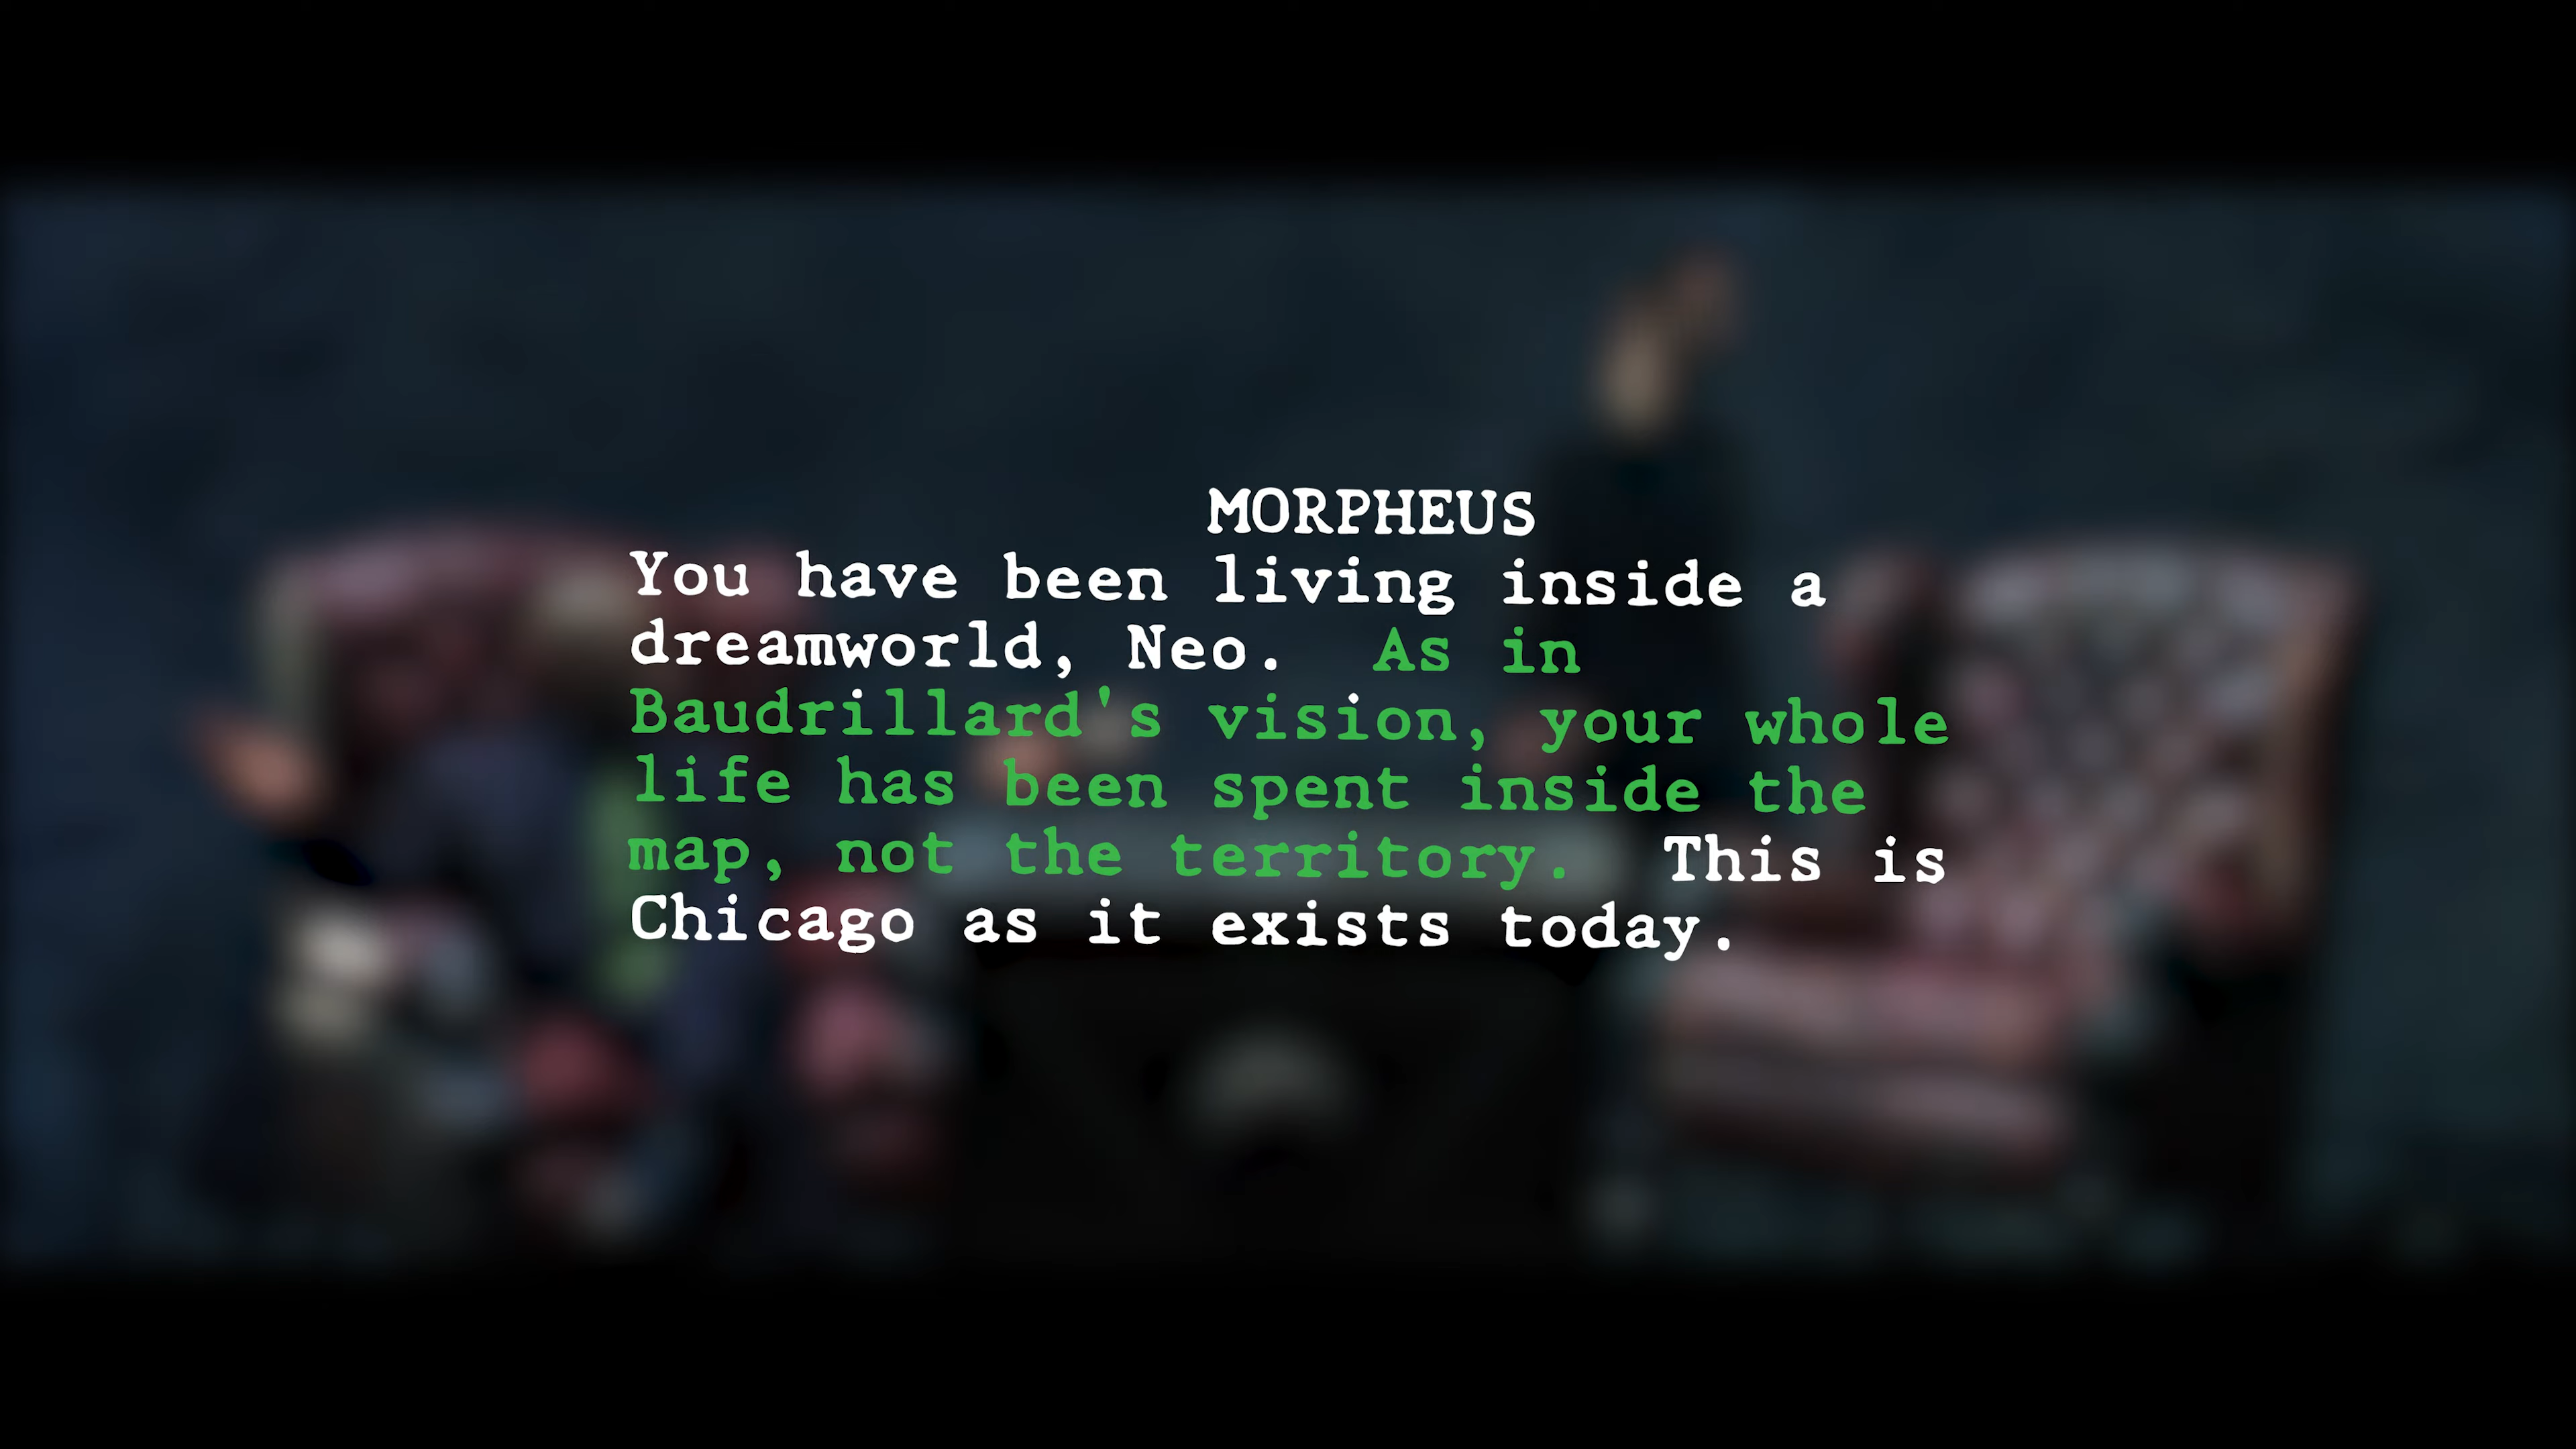 MORPHEUS
You have been living inside a
dreamworld, Neo. As in
Baudrillard's vision, your whole
life has been spent inside the
map, not the territory. This is
Chicago as it exists today.